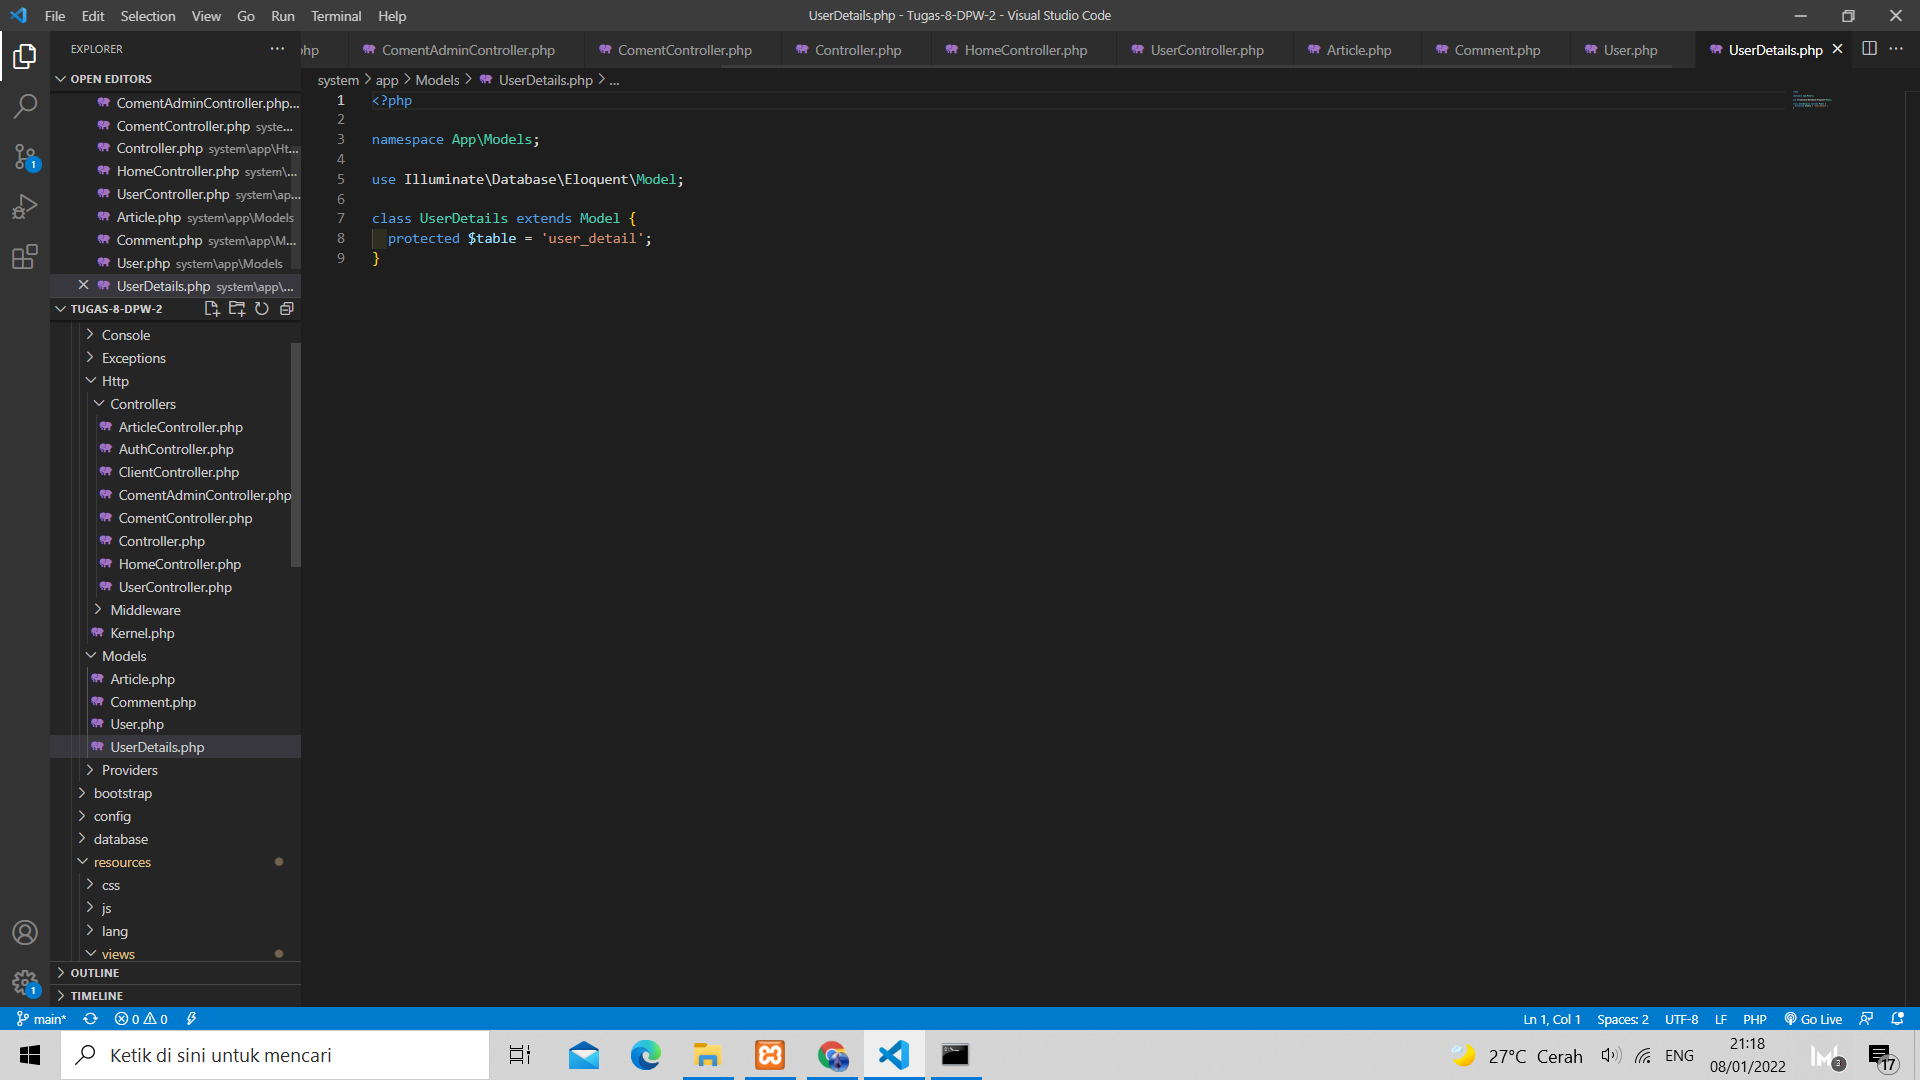 File Edit Selection View Go Run Terminal Help
UserDetails.php - Tugas-8-DPW-2 - Visual Studio Code
EXPLORER
hp
ComentAdminController.php
ComentController.php
Controller.php
HomeController.php
UserController.php
Article.php
Comment.php
User.php
UserDetails.php
OPEN EDITORS
ComentAdminController.php...
ComentController.php syste...
Controller.php system\app\Ht...
HomeController.php system\...
UserController.php system\ap...
Article.php system\app\Models
Comment.php system\app\M...
User.php system\app\Models
UserDetails.php system\app\...
TUGAS-8-DPW-2
Console
Exceptions
Http
Controllers
ArticleController.php
AuthController.php
ClientController.php
ComentAdminController.php
ComentController.php
Controller.php
HomeController.php
UserController.php
Middleware
Kernel.php
Models
Article.php
Comment.php
User.php
UserDetails.php
Providers
bootstrap
config
database
resources
css
js
lang
views
OUTLINE
TIMELINE
system > app > Models > UserDetails.php > ...
1 <?php
2
3 namespace App\Models;
4
5 use Illuminate\Database\Eloquent\Model;
6
7 class UserDetails extends Model {
8 protected $table = 'user_detail';
9 }
1
1
main* 0 0
Ln 1, Col 1 Spaces: 2 UTF-8 LF PHP Go Live
Ketik di sini untuk mencari
27°C Cerah ENG
21:18
08/01/2022
3
17